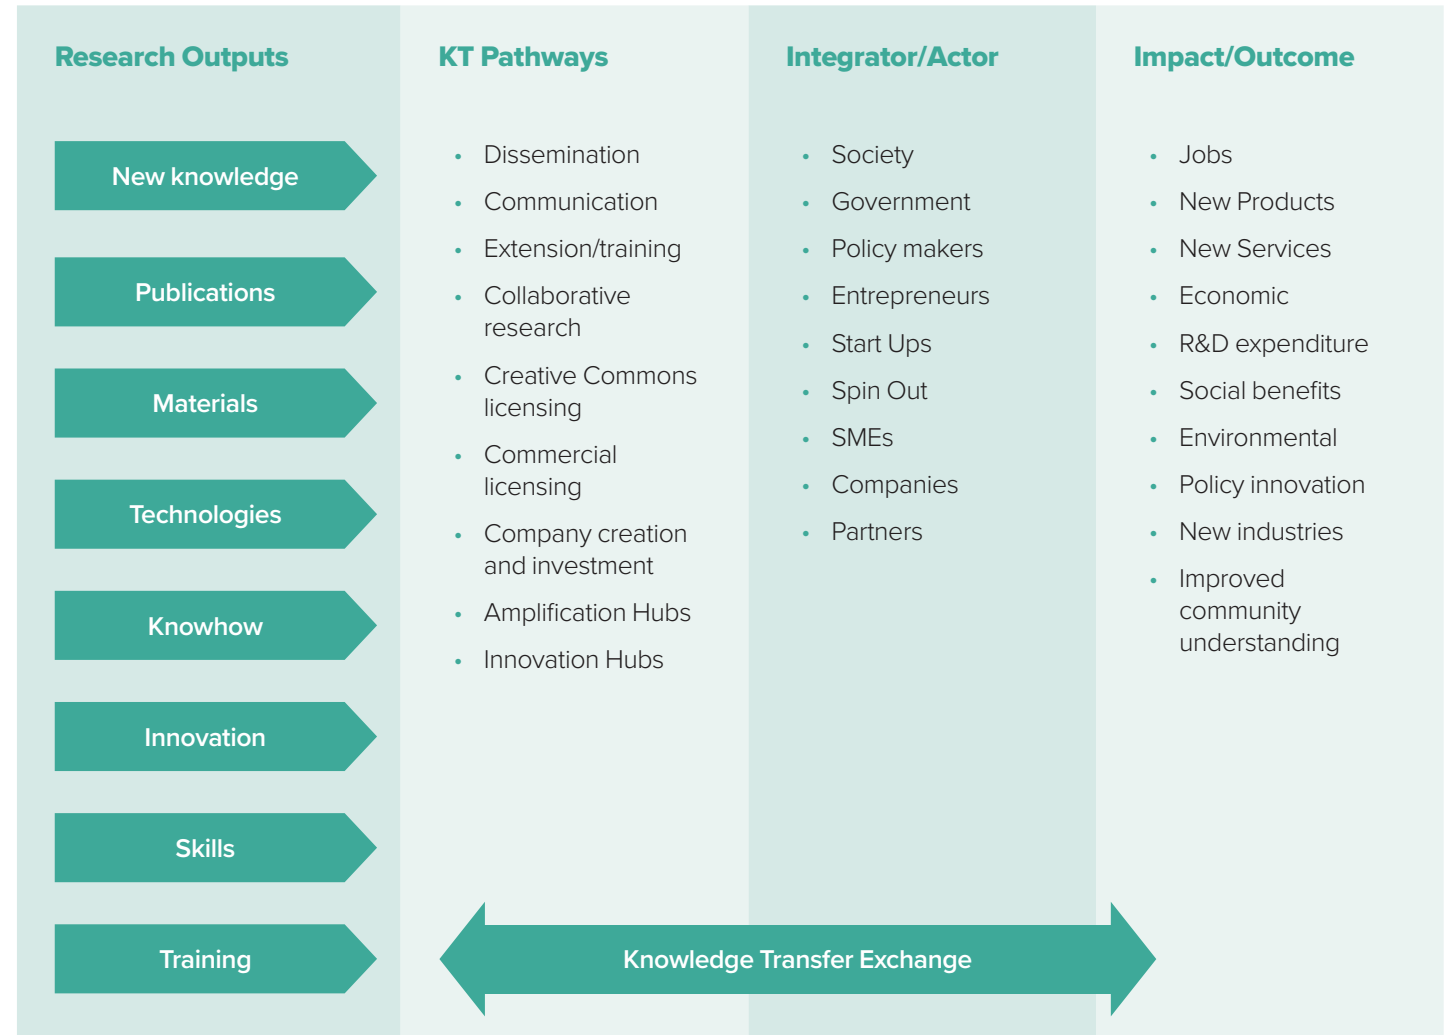 Research Outputs
New knowledge
Publications
Materials
Technologies
Knowhow
Innovation
Skills
Training
KT Pathways
• Dissemination
• Communication
• Extension/training
• Collaborative
research
• Creative Commons
licensing
• Commercial
licensing
• Company creation
and investment
• Amplification Hubs
• Innovation Hubs
Integrator/Actor
• Society
• Government
• Policy makers
• Entrepreneurs
• Start Ups
• Spin Out
• SMEs
• Companies
• Partners
Impact/Outcome
• Jobs
• New Products
• New Services
• Economic
• R&D expenditure
• Social benefits
• Environmental
• Policy innovation
• New industries
• Improved
community
understanding
Knowledge Transfer Exchange